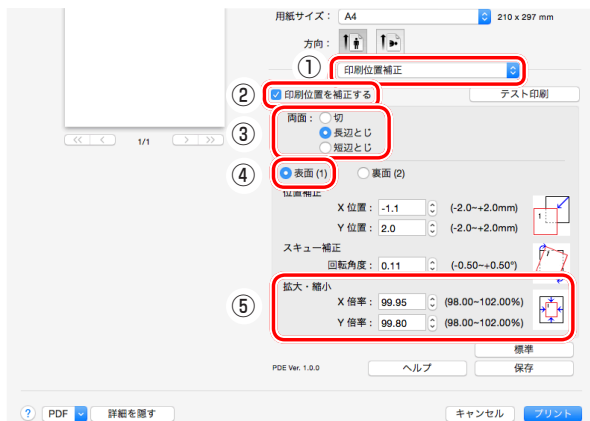 用紙サイズ： A4 210 x 297 mm
方向：
① 印刷位置補正
② 印刷位置を補正する テスト印刷
③ 両面： 切
長辺とじ
短辺とじ
<< < 1/1 > >>
④ 表面 (1) 裏面 (2)
位置補正
X 位置： -1.1 (-2.0~+2.0mm)
Y 位置： 2.0 (-2.0~+2.0mm)
1
スキュー補正
回転角度： 0.11 (-0.50~+0.50°)
1
⑤ 拡大・縮小
X 倍率： 99.95 (98.00~102.00%)
Y 倍率： 99.80 (98.00~102.00%)
標準
PDE Ver. 1.0.0 ヘルプ 保存
? PDF 詳細を隠す キャンセル プリント